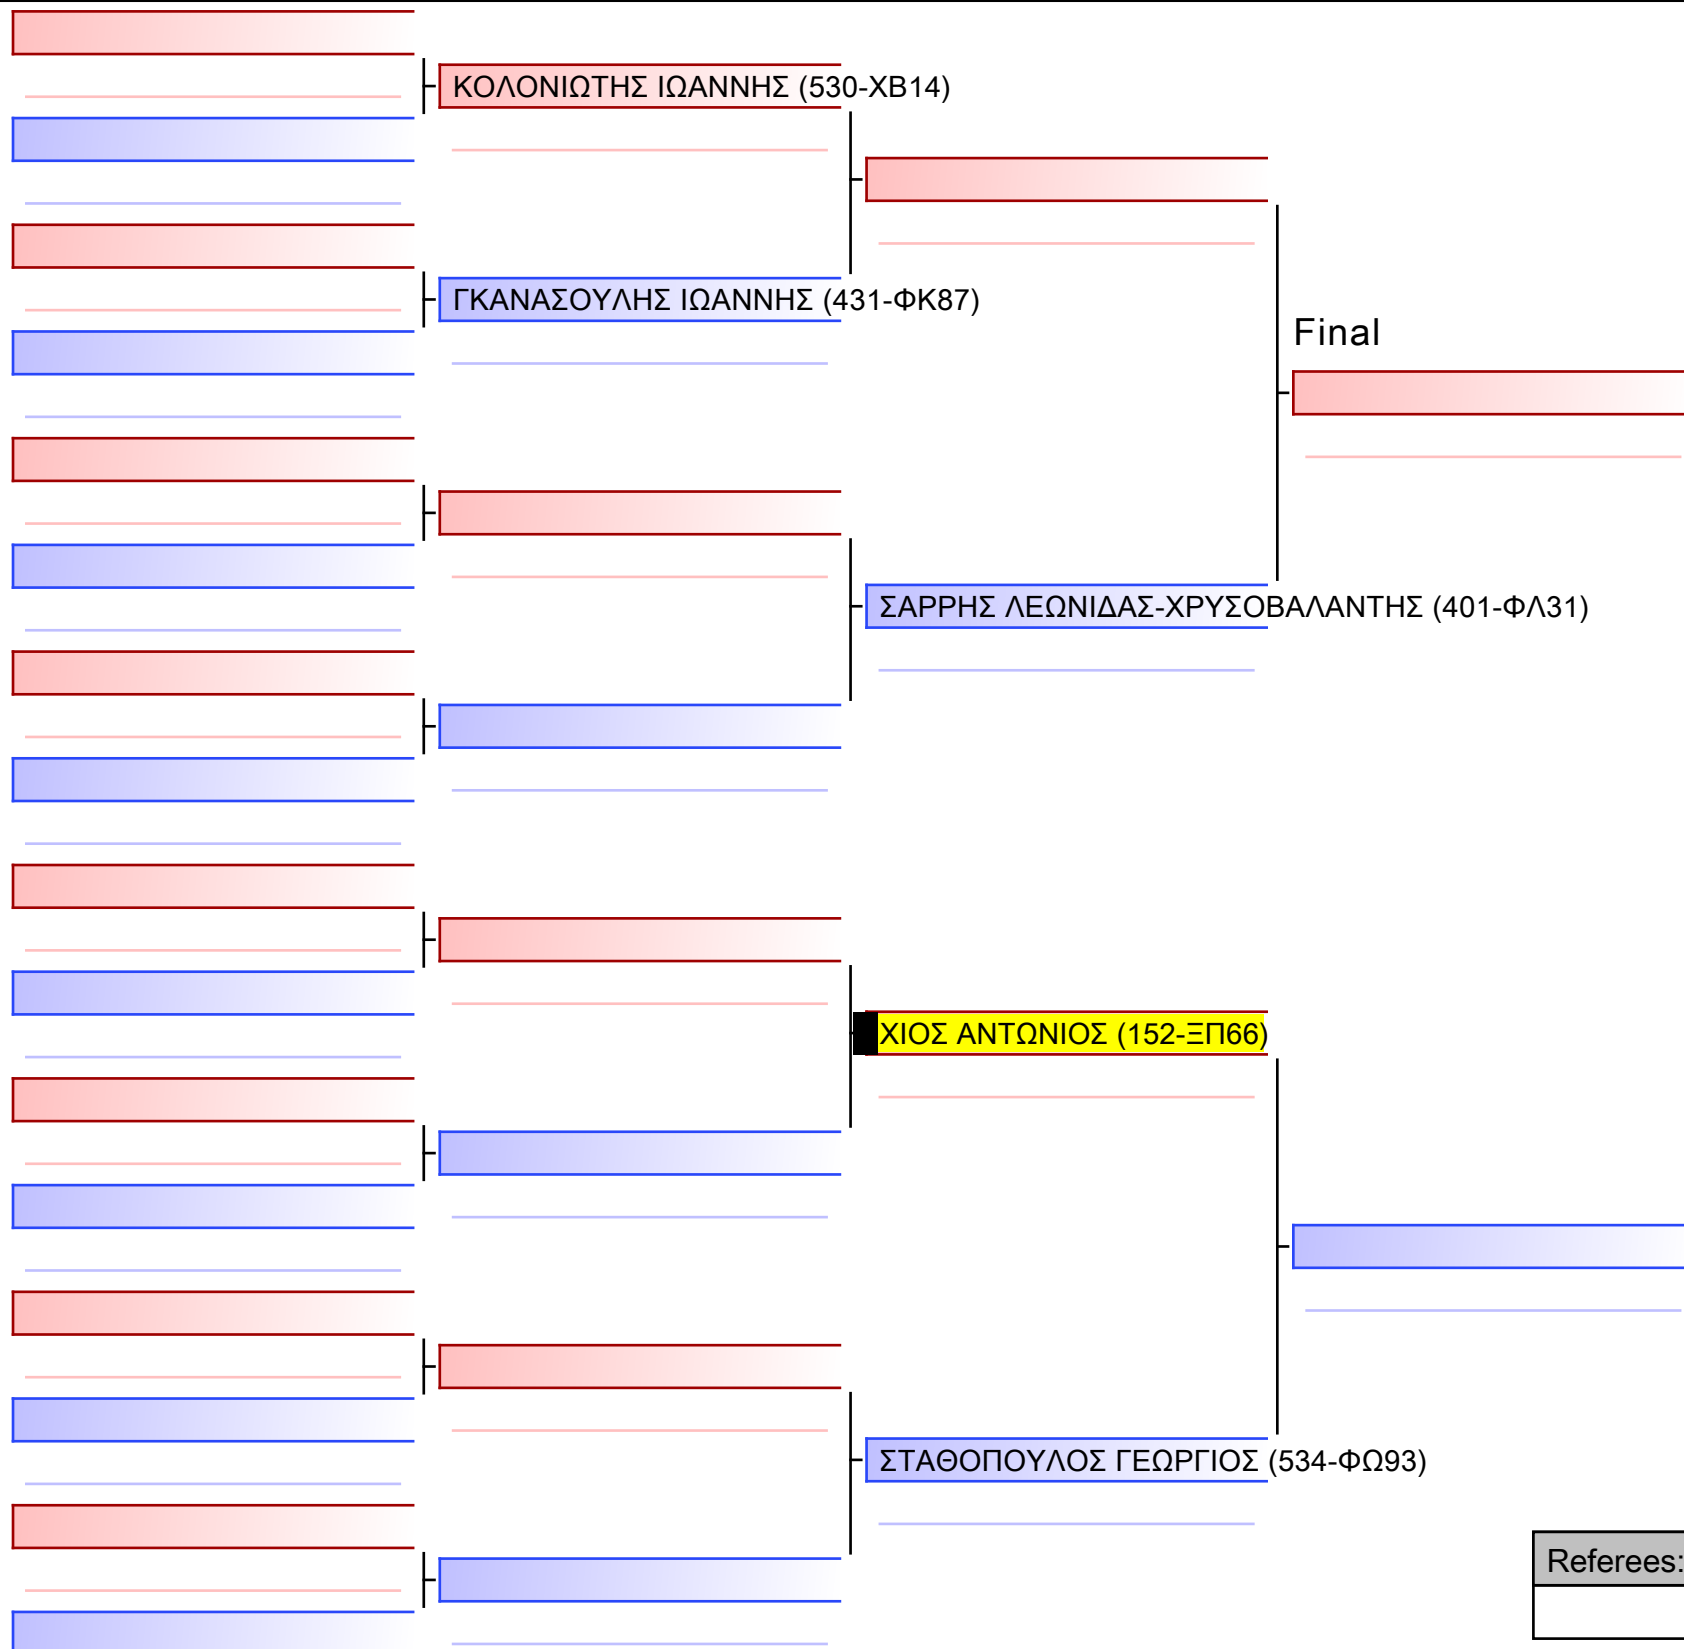 ΚΟΛΟΝΙΩΤΗΣ ΙΩΑΝΝΗΣ (530-ΧΒ14)
ΓΚΑΝΑΣΟΥΛΗΣ ΙΩΑΝΝΗΣ (431-ΦΚ87)
Final
ΣΑΡΡΗΣ ΛΕΩΝΙΔΑΣ-ΧΡΥΣΟΒΑΛΑΝΤΗΣ (401-ΦΛ31)
ΧΙΟΣ ΑΝΤΩΝΙΟΣ (152-ΞΠ66)
ΣΤΑΘΟΠΟΥΛΟΣ ΓΕΩΡΓΙΟΣ (534-ΦΩ93)
Referees: